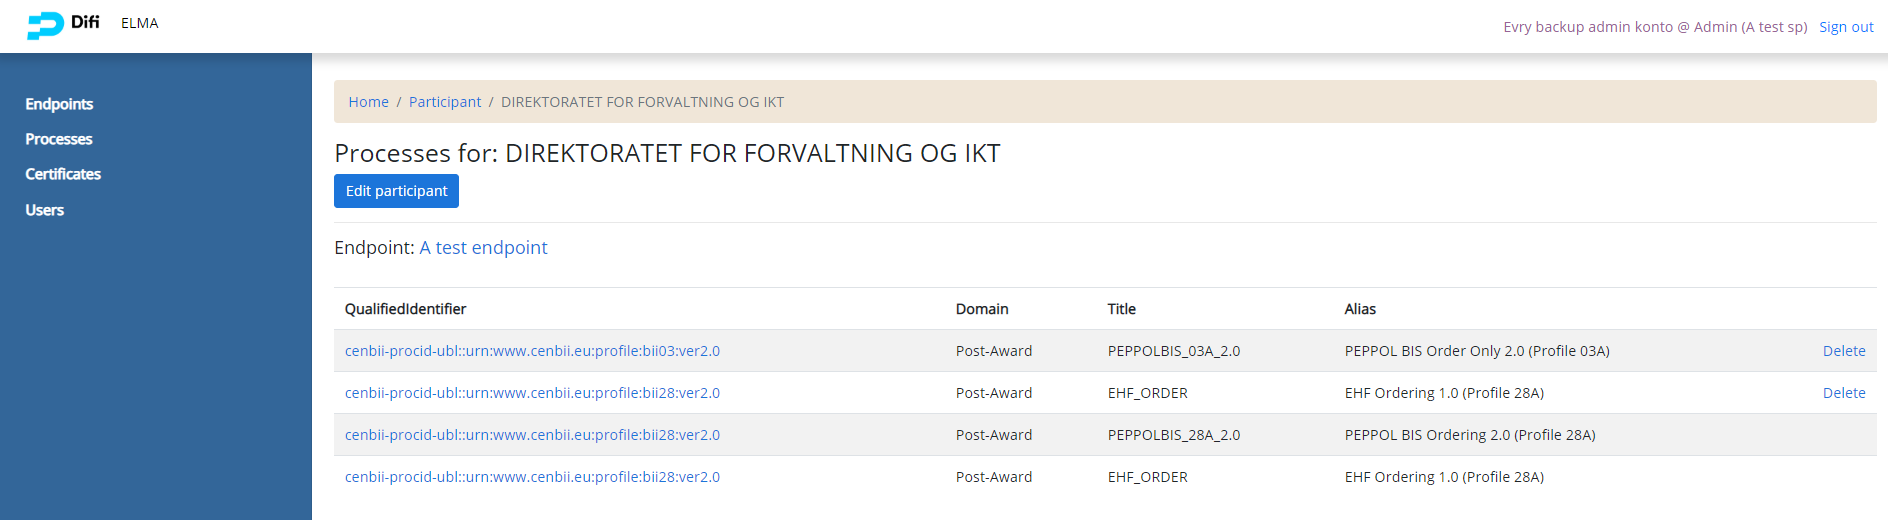 Difi ELMA
Evry backup admin konto @ Admin (A test sp) Sign out
Endpoints
Processes
Certificates
Users
Home / Participant / DIREKTORATET FOR FORVALTNING OG IKT
Processes for: DIREKTORATET FOR FORVALTNING OG IKT
Edit participant
Endpoint: A test endpoint
QualifiedIdentifier Domain Title Alias
cenbii-procid-ubl::urn:www.cenbii.eu:profile:bii03:ver2.0 Post-Award PEPPOLBIS_03A_2.0 PEPPOL BIS Order Only 2.0 (Profile 03A) Delete
cenbii-procid-ubl::urn:www.cenbii.eu:profile:bii28:ver2.0 Post-Award EHF_ORDER EHF Ordering 1.0 (Profile 28A) Delete
cenbii-procid-ubl::urn:www.cenbii.eu:profile:bii28:ver2.0 Post-Award PEPPOLBIS_28A_2.0 PEPPOL BIS Ordering 2.0 (Profile 28A)
cenbii-procid-ubl::urn:www.cenbii.eu:profile:bii28:ver2.0 Post-Award EHF_ORDER EHF Ordering 1.0 (Profile 28A)